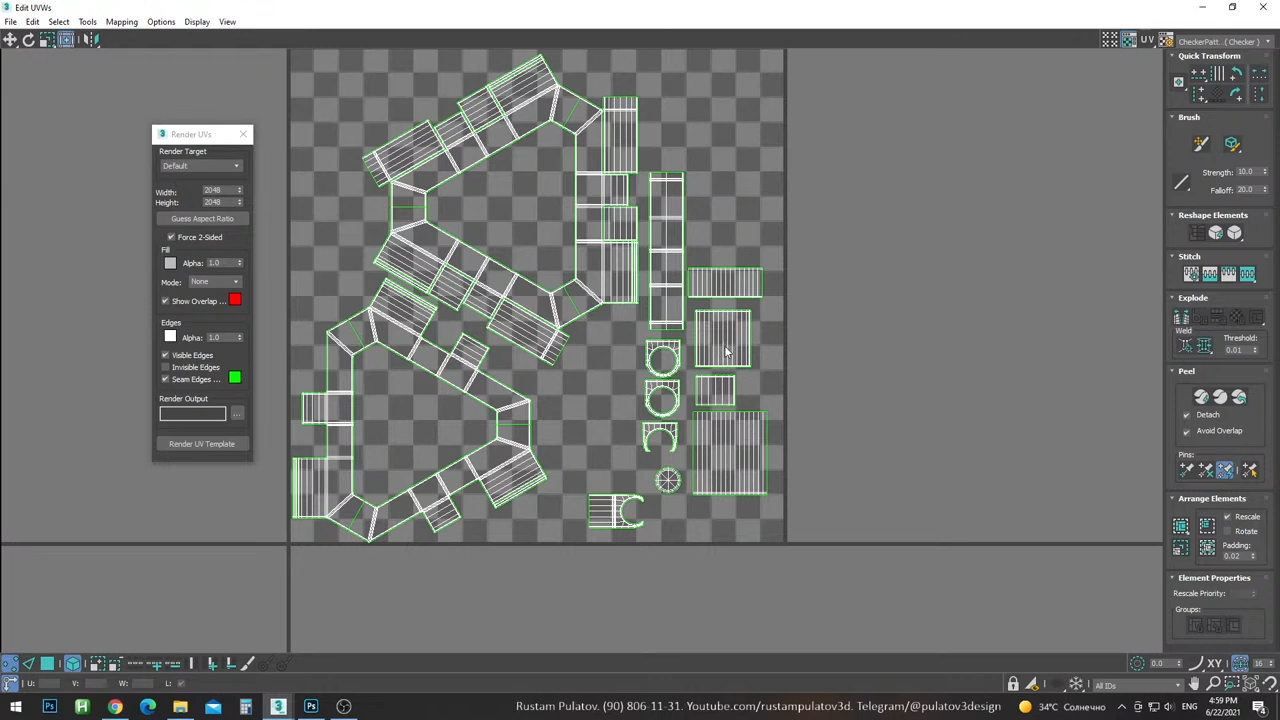 Edit UVWs
File Edit Select Tools Mapping Options Display View
UV
CheckerPatt...( Checker )
Quick Transform
Brush
Strength: 10.0
Falloff: 20.0
Reshape Elements
Stitch
Explode
Weld
Threshold:
0.01
Peel
Detach
Avoid Overlap
Pins:
Arrange Elements
Rescale
Rotate
Padding:
0.02
Element Properties
Rescale Priority:
Groups:
Render UVs
Render Target
Default
Width: 2048
Height: 2048
Guess Aspect Ratio
Force 2-Sided
Fill
Alpha: 1.0
Mode: None
Show Overlap ...
Edges
Alpha: 1.0
Visible Edges
Invisible Edges
Seam Edges ...
Render Output
...
Render UV Template
0.0
XY
16
U: V: W: L:
All IDs
Rustam Pulatov. (90) 806-11-31. Youtube.com/rustampulatov3d. Telegram/@pulatov3design
34°C Солнечно
4:59 PM
6/22/2021